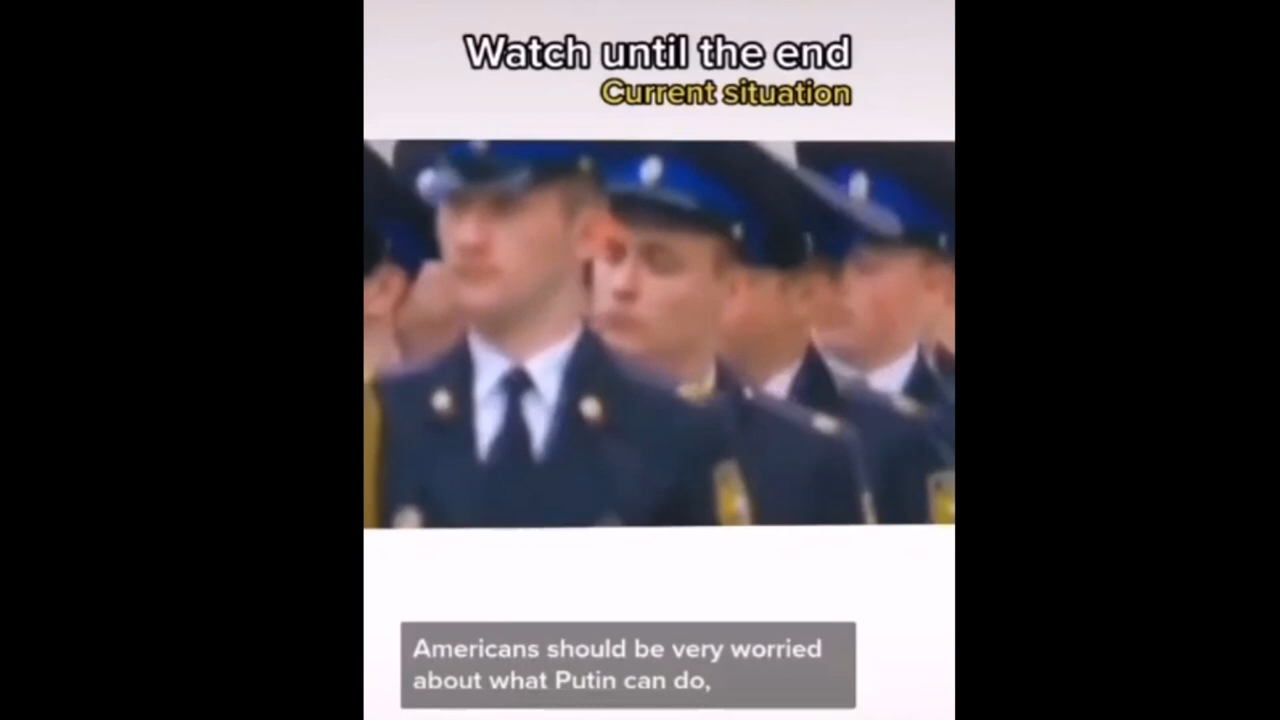 Watch until the end
Current situation
Americans should be very worried
about what Putin can do,